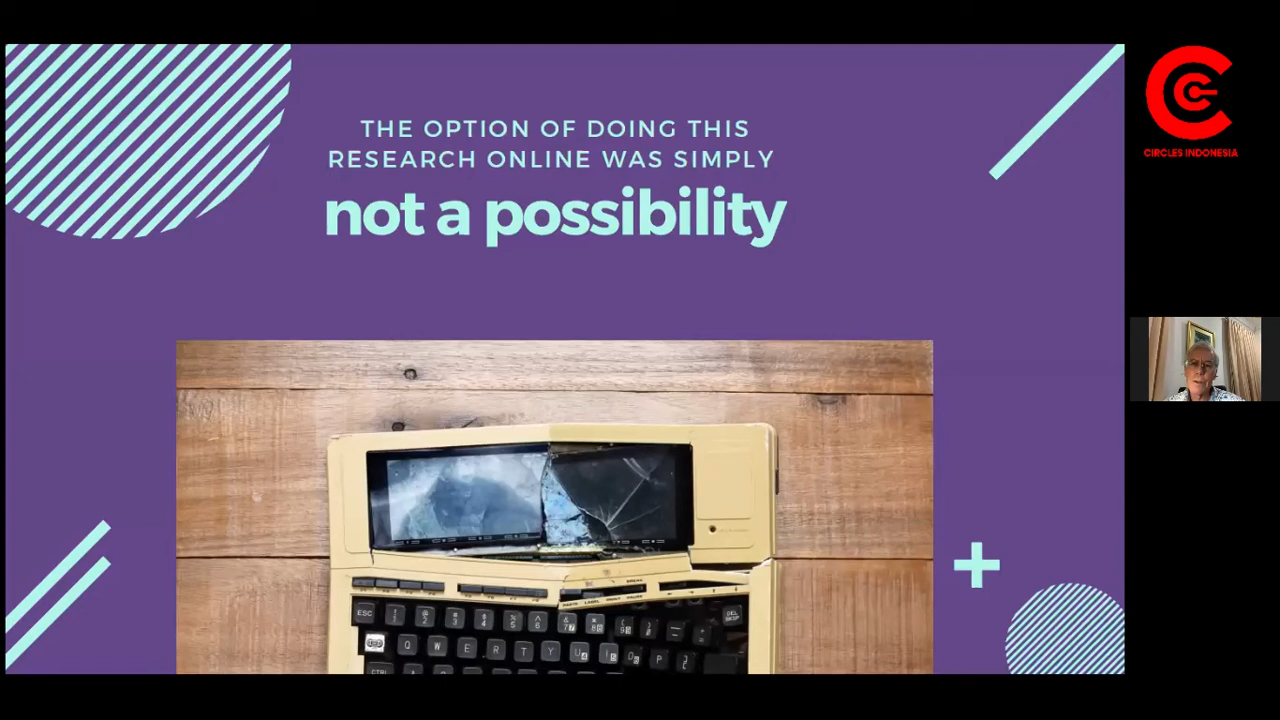 THE OPTION OF DOING THIS
RESEARCH ONLINE WAS SIMPLY
not a possibility
CIRCLES INDONESIA
ESC
Q W E R T Y U I O P